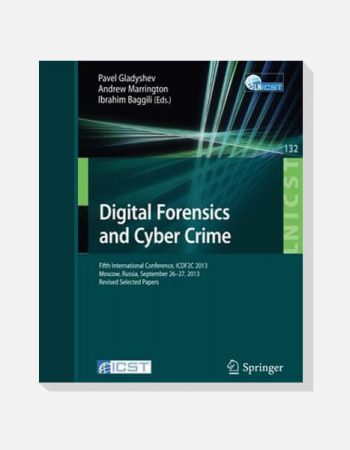 Pavel Gladyshev
Andrew Marrington
Ibrahim Baggili (Eds.)
ICST
132
LNICST
Digital Forensics
and Cyber Crime
Fifth International Conference, ICDF2C 2013
Moscow, Russia, September 26–27, 2013
Revised Selected Papers
ICST
Springer